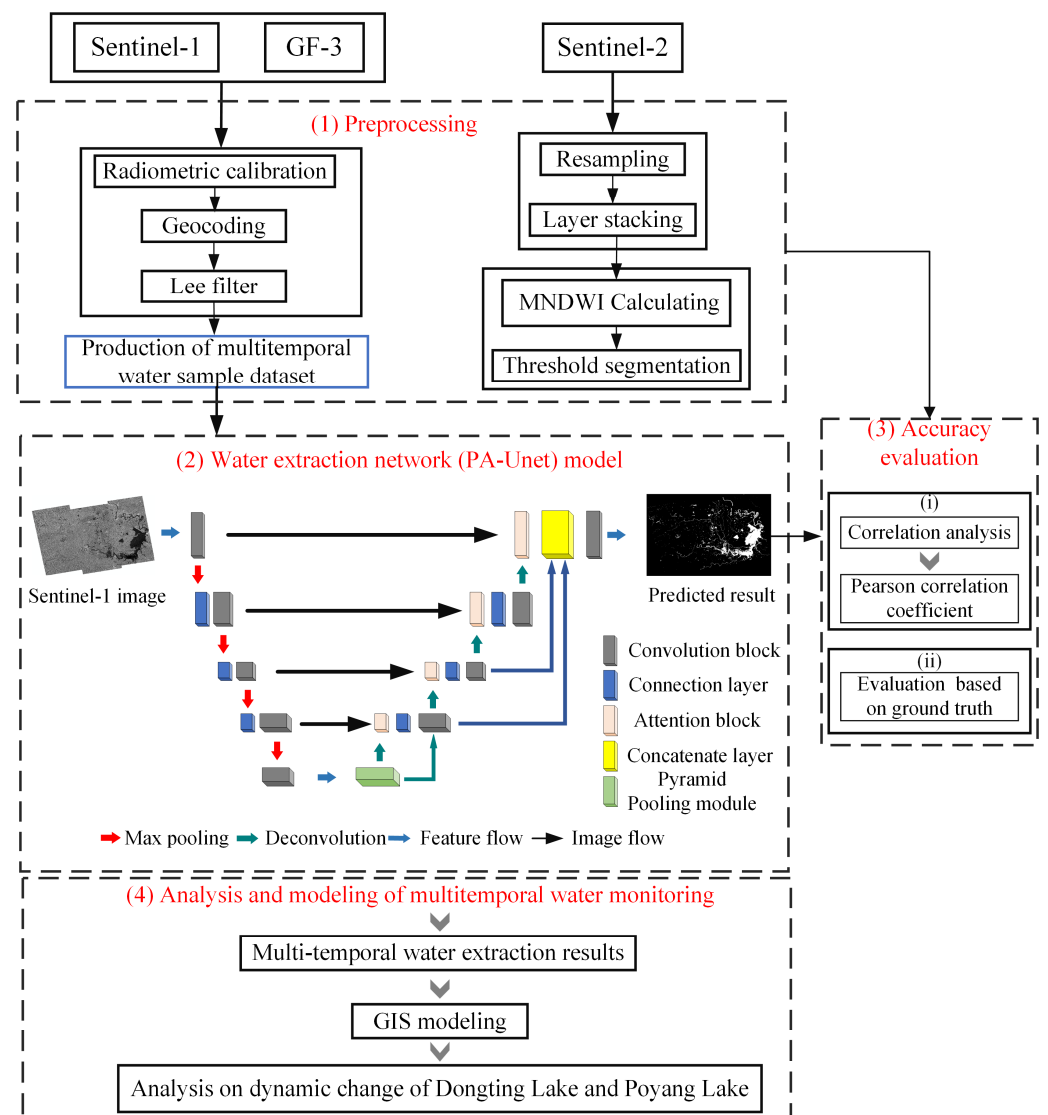 Sentinel-1
GF-3
Sentinel-2
(1) Preprocessing
Radiometric calibration
Geocoding
Lee filter
Production of multitemporal
water sample dataset
Resampling
Layer stacking
MNDWI Calculating
Threshold segmentation
(2) Water extraction network (PA-Unet) model
Sentinel-1 image
Predicted result
Convolution block
Connection layer
Attention block
Concatenate layer
Pyramid
Pooling module
Max pooling
Deconvolution
Feature flow
Image flow
(3) Accuracy
evaluation
(i)
Correlation analysis
Pearson correlation
coefficient
(ii)
Evaluation based
on ground truth
(4) Analysis and modeling of multitemporal water monitoring
Multi-temporal water extraction results
GIS modeling
Analysis on dynamic change of Dongting Lake and Poyang Lake